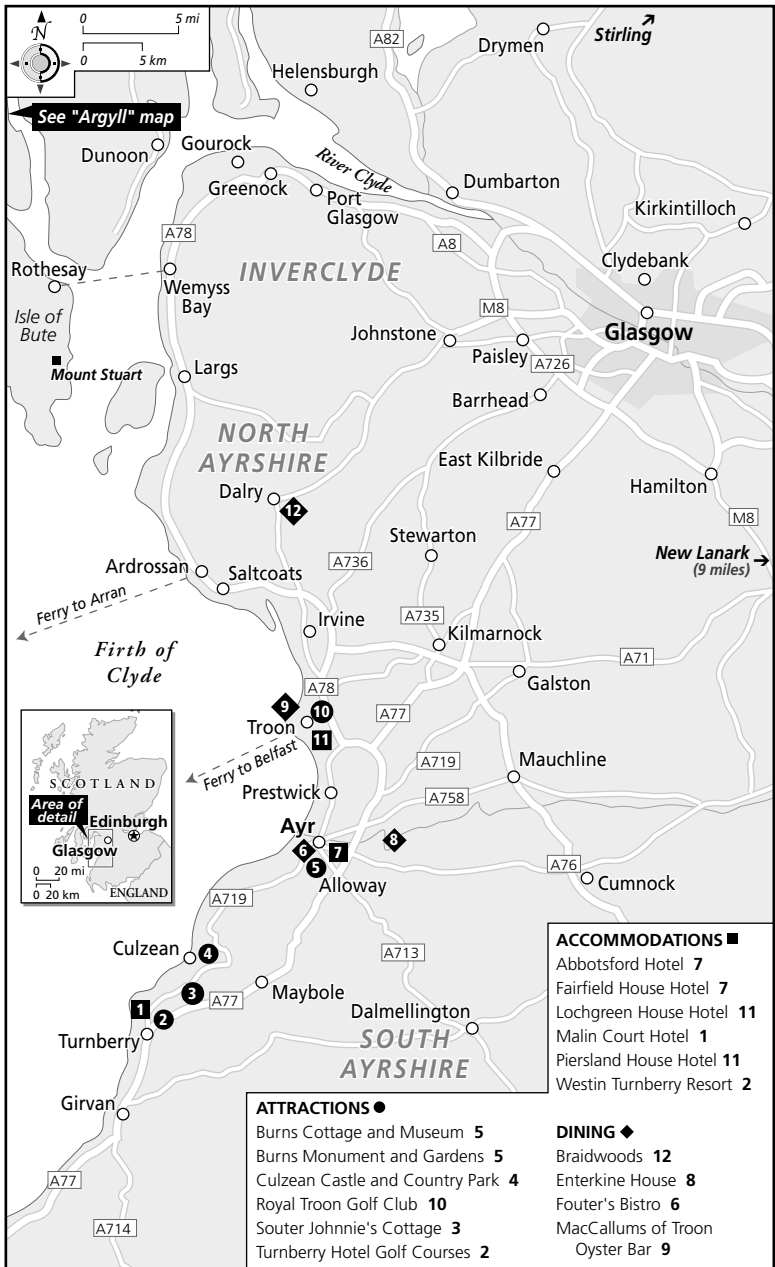 N
0 5 mi
0 5 km
See "Argyll" map
A82
Drymen
Stirling
Helensburgh
Dunoon
Gourock
Greenock
River Clyde
Port
Glasgow
Dumbarton
Kirkintilloch
A78
A8
Clydebank
Rothesay
Wemyss
Bay
INVERCLYDE
Isle of
Bute
M8
Glasgow
Johnstone
Paisley
Mount Stuart
Largs
A726
Barrhead
NORTH
AYRSHIRE
East Kilbride
Hamilton
Dalry
12
A77
M8
Stewarton
New Lanark
(9 miles)
A736
Ardrossan
Saltcoats
Ferry to Arran
Irvine
A735
Kilmarnock
Firth of
Clyde
A71
A78
Galston
9
10
Troon
11
A77
Ferry to Belfast
A719
Mauchline
Prestwick
A758
SCOTLAND
Area of
detail
Edinburgh
Glasgow
0 20 mi
0 20 km
ENGLAND
Ayr
6
7
8
5
Alloway
A76
Cumnock
A719
Culzean
4
A713
3
A77
Maybole
1
2
Turnberry
Dalmellington
SOUTH
AYRSHIRE
Girvan
A77
A714
ACCOMMODATIONS
Abbotsford Hotel 7
Fairfield House Hotel 7
Lochgreen House Hotel 11
Malin Court Hotel 1
Piersland House Hotel 11
Westin Turnberry Resort 2
ATTRACTIONS
Burns Cottage and Museum 5
Burns Monument and Gardens 5
Culzean Castle and Country Park 4
Royal Troon Golf Club 10
Souter Johnnie's Cottage 3
Turnberry Hotel Golf Courses 2
DINING
Braidwoods 12
Enterkine House 8
Fouter's Bistro 6
MacCallums of Troon
Oyster Bar 9